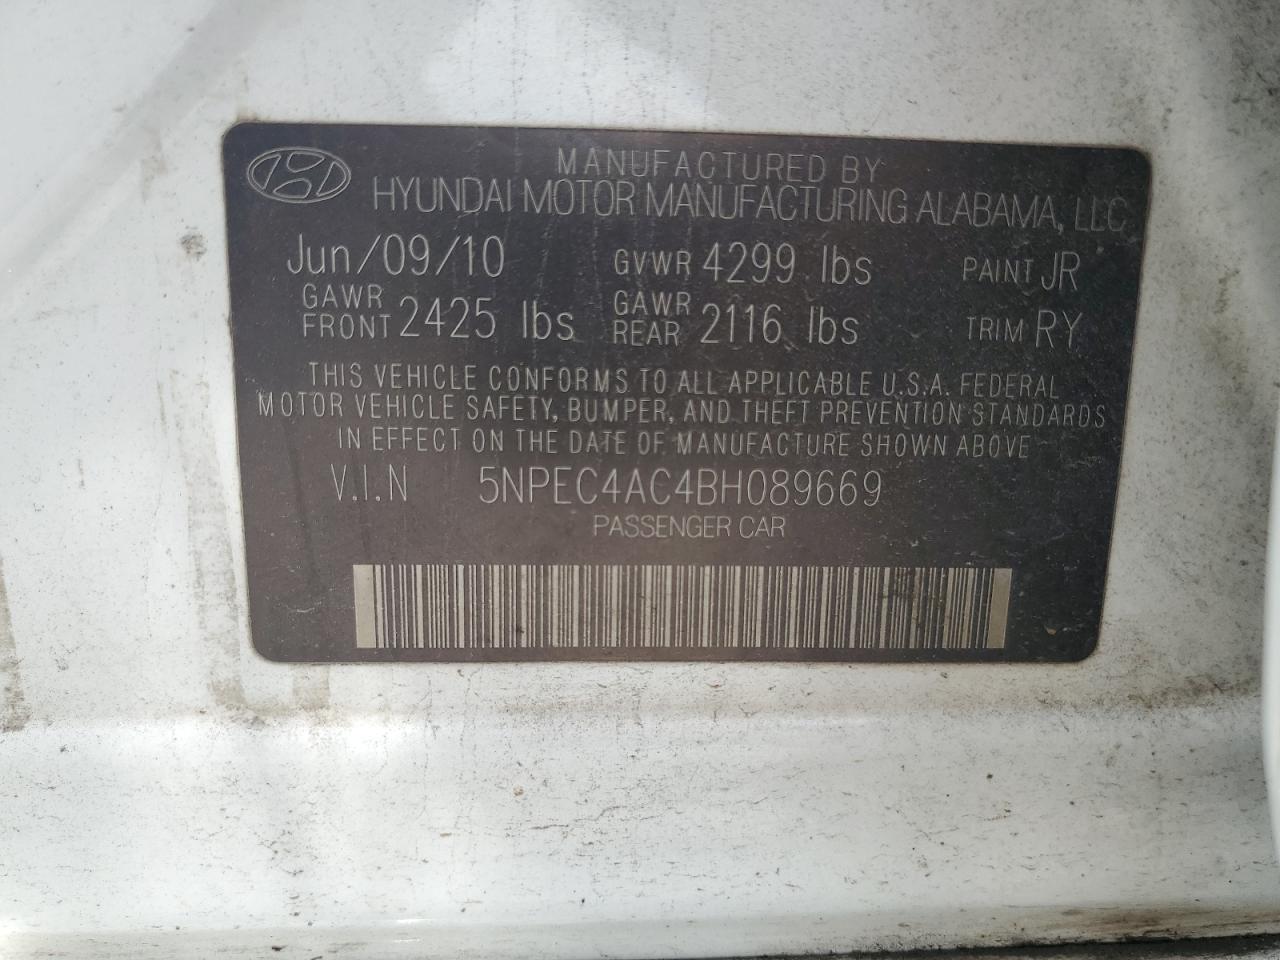 MANUFACTURED BY
HYUNDAI MOTOR MANUFACTURING ALABAMA, LLC
Jun/09/10 GVWR 4299 lbs PAINT JR
GAWR FRONT 2425 lbs GAWR REAR 2116 lbs TRIM RY
THIS VEHICLE CONFORMS TO ALL APPLICABLE U.S.A. FEDERAL
MOTOR VEHICLE SAFETY, BUMPER, AND THEFT PREVENTION STANDARDS
IN EFFECT ON THE DATE OF MANUFACTURE SHOWN ABOVE
V.I.N 5NPEC4AC4BH089669
PASSENGER CAR